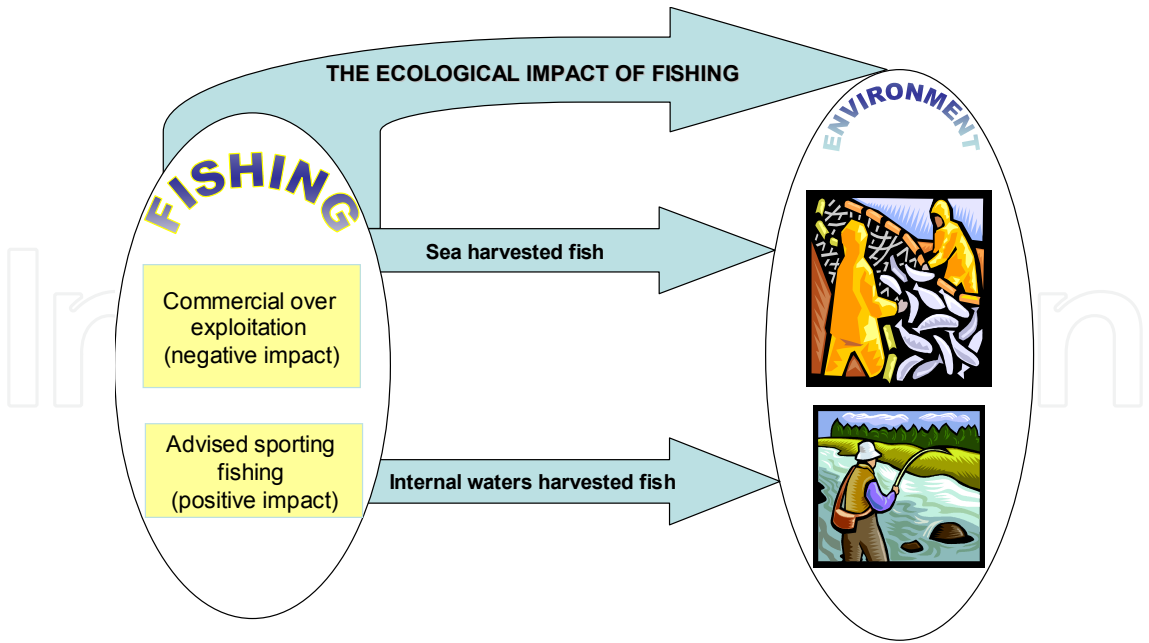 THE ECOLOGICAL IMPACT OF FISHING
ENVIRONMENT
FISHING
Sea harvested fish
Commercial over
exploitation
(negative impact)
Advised sporting
fishing
(positive impact)
Internal waters harvested fish